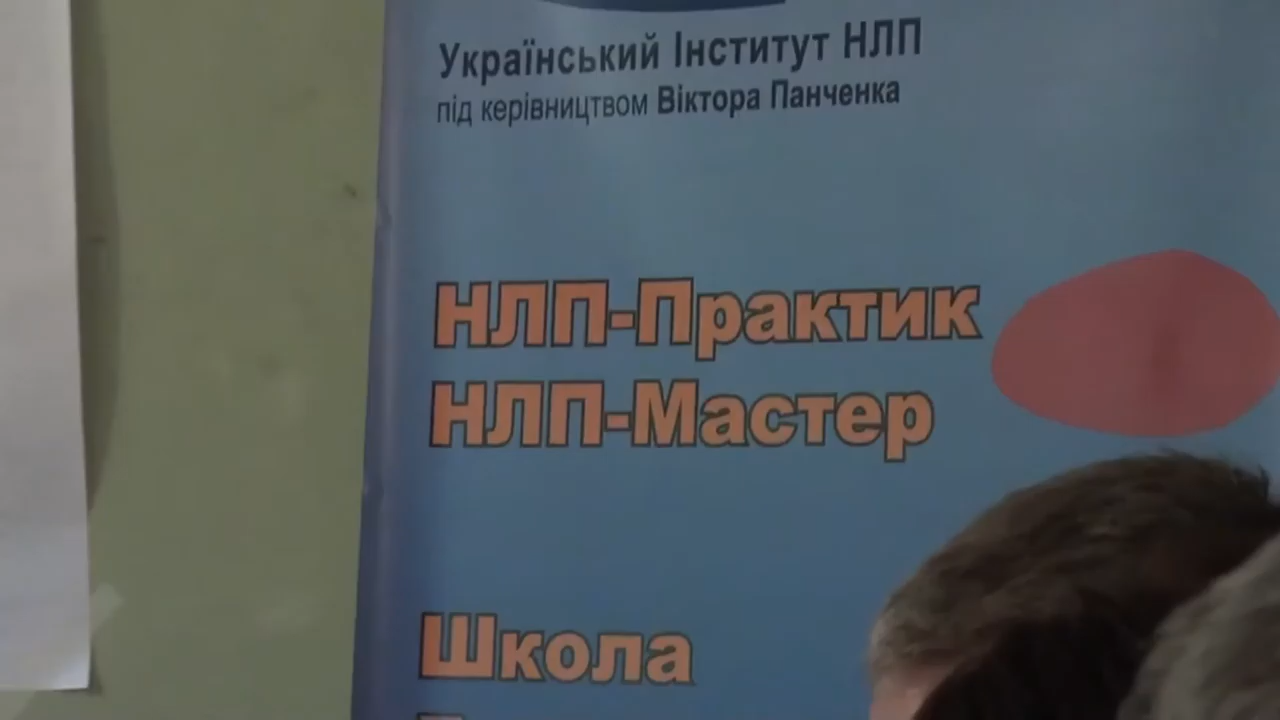 Український Інститут НЛП
під керівництвом Віктора Панченка
НЛП-Практик
НЛП-Мастер
Школа